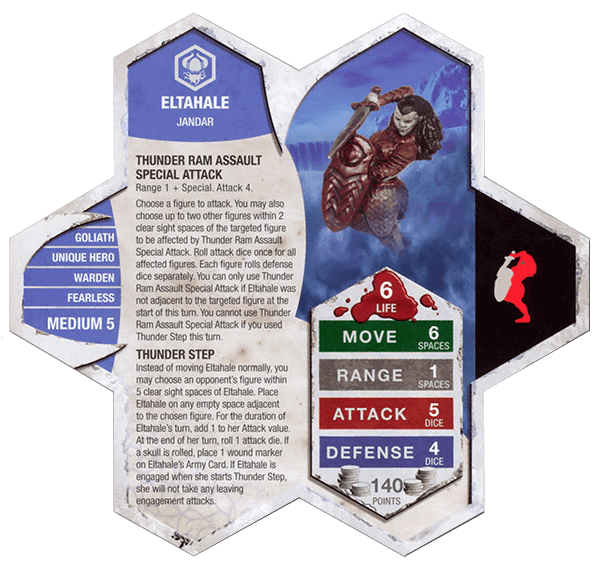 ELTAHALE
JANDAR
THUNDER RAM ASSAULT
SPECIAL ATTACK
Range 1 + Special. Attack 4.
Choose a figure to attack. You may also
choose up to two other figures within 2
clear sight spaces of the targeted figure
to be affected by Thunder Ram Assault
Special Attack. Roll attack dice once for all
affected figures. Each figure rolls defense
dice separately. You can only use Thunder
Ram Assault Special Attack if Eltahale was
not adjacent to the targeted figure at the
start of this turn. You cannot use Thunder
Ram Assault Special Attack if you used
Thunder Step this turn.
THUNDER STEP
Instead of moving Eltahale normally, you
may choose an opponent's figure within
5 clear sight spaces of Eltahale. Place
Eltahale on any empty space adjacent
to the chosen figure. For the duration of
Eltahale's turn, add 1 to her Attack value.
At the end of her turn, roll 1 attack die. If
a skull is rolled, place 1 wound marker
on Eltahale's Army Card. If Eltahale is
engaged when she starts Thunder Step,
she will not take any leaving
engagement attacks.
GOLIATH
UNIQUE HERO
WARDEN
FEARLESS
MEDIUM 5
6
LIFE
MOVE 6
SPACES
RANGE 1
SPACES
ATTACK 5
DICE
DEFENSE 4
DICE
140
POINTS